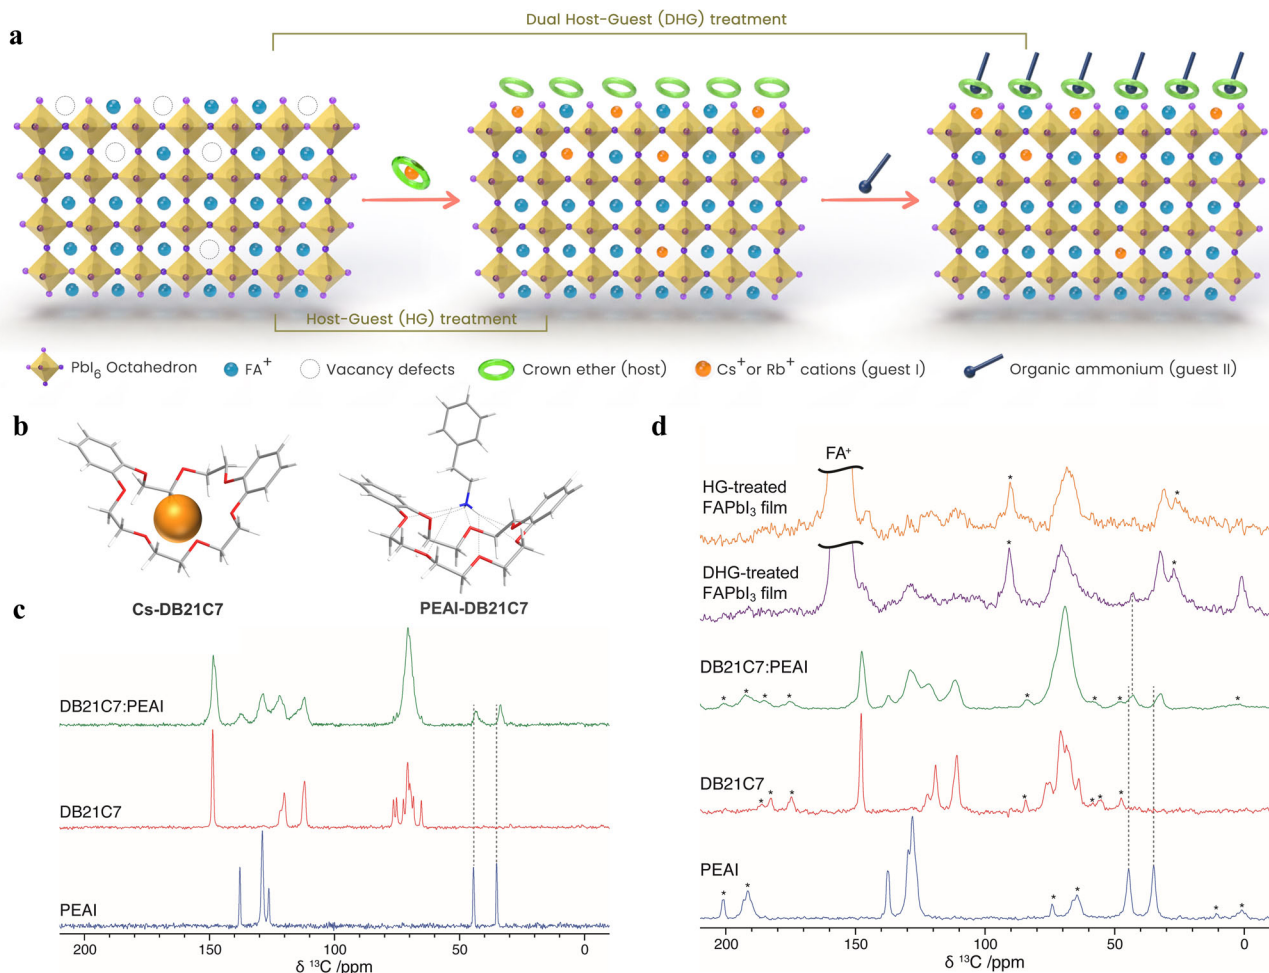 Dual Host-Guest (DHG) treatment
a
Host-Guest (HG) treatment
PbI6 Octahedron
FA+
Vacancy defects
Crown ether (host)
Cs+or Rb+ cations (guest I)
Organic ammonium (guest II)
b
Cs-DB21C7
PEAI-DB21C7
c
DB21C7:PEAI
DB21C7
PEAI
200 150 100 50 0
δ 13C /ppm
d
FA+
HG-treated
FAPbI3 film
DHG-treated
FAPbI3 film
DB21C7:PEAI
DB21C7
PEAI
200 150 100 50 0
δ 13C /ppm